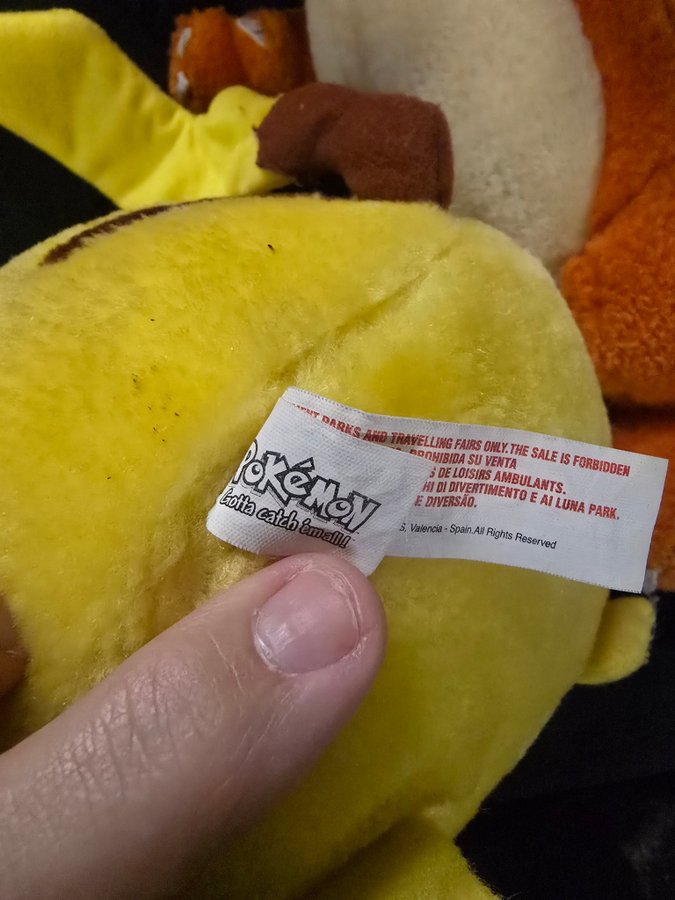 POKéMON
Gotta catch 'em all!
PARKS AND TRAVELLING FAIRS ONLY.THE SALE IS FORBIDDEN
PROHIBIDA SU VENTA
S DE LOISIRS AMBULANTS.
HI DI DIVERTIMENTO E AI LUNA PARK.
E DIVERSÃO.
S, Valencia - Spain.All Rights Reserved